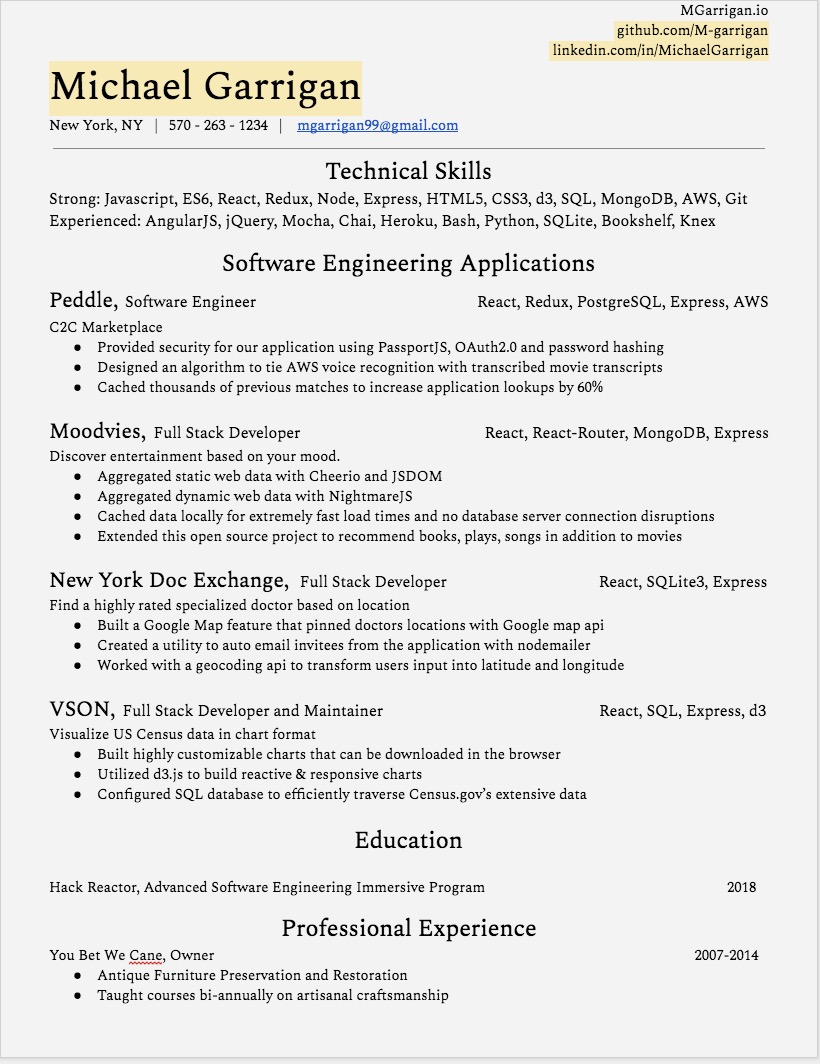 MGarrigan.io
github.com/M-garrigan
linkedin.com/in/MichaelGarrigan
Michael Garrigan
New York, NY | 570 - 263 - 1234 | mgarrigan99@gmail.com
Technical Skills
Strong: Javascript, ES6, React, Redux, Node, Express, HTML5, CSS3, d3, SQL, MongoDB, AWS, Git
Experienced: AngularJS, jQuery, Mocha, Chai, Heroku, Bash, Python, SQLite, Bookshelf, Knex
Software Engineering Applications
Peddle, Software Engineer React, Redux, PostgreSQL, Express, AWS
C2C Marketplace
● Provided security for our application using PassportJS, OAuth2.0 and password hashing
● Designed an algorithm to tie AWS voice recognition with transcribed movie transcripts
● Cached thousands of previous matches to increase application lookups by 60%
Moodvies, Full Stack Developer React, React-Router, MongoDB, Express
Discover entertainment based on your mood.
● Aggregated static web data with Cheerio and JSDOM
● Aggregated dynamic web data with NightmareJS
● Cached data locally for extremely fast load times and no database server connection disruptions
● Extended this open source project to recommend books, plays, songs in addition to movies
New York Doc Exchange, Full Stack Developer React, SQLite3, Express
Find a highly rated specialized doctor based on location
● Built a Google Map feature that pinned doctors locations with Google map api
● Created a utility to auto email invitees from the application with nodemailer
● Worked with a geocoding api to transform users input into latitude and longitude
VSON, Full Stack Developer and Maintainer React, SQL, Express, d3
Visualize US Census data in chart format
● Built highly customizable charts that can be downloaded in the browser
● Utilized d3.js to build reactive & responsive charts
● Configured SQL database to efficiently traverse Census.gov's extensive data
Education
Hack Reactor, Advanced Software Engineering Immersive Program 2018
Professional Experience
You Bet We Cane, Owner 2007-2014
● Antique Furniture Preservation and Restoration
● Taught courses bi-annually on artisanal craftsmanship